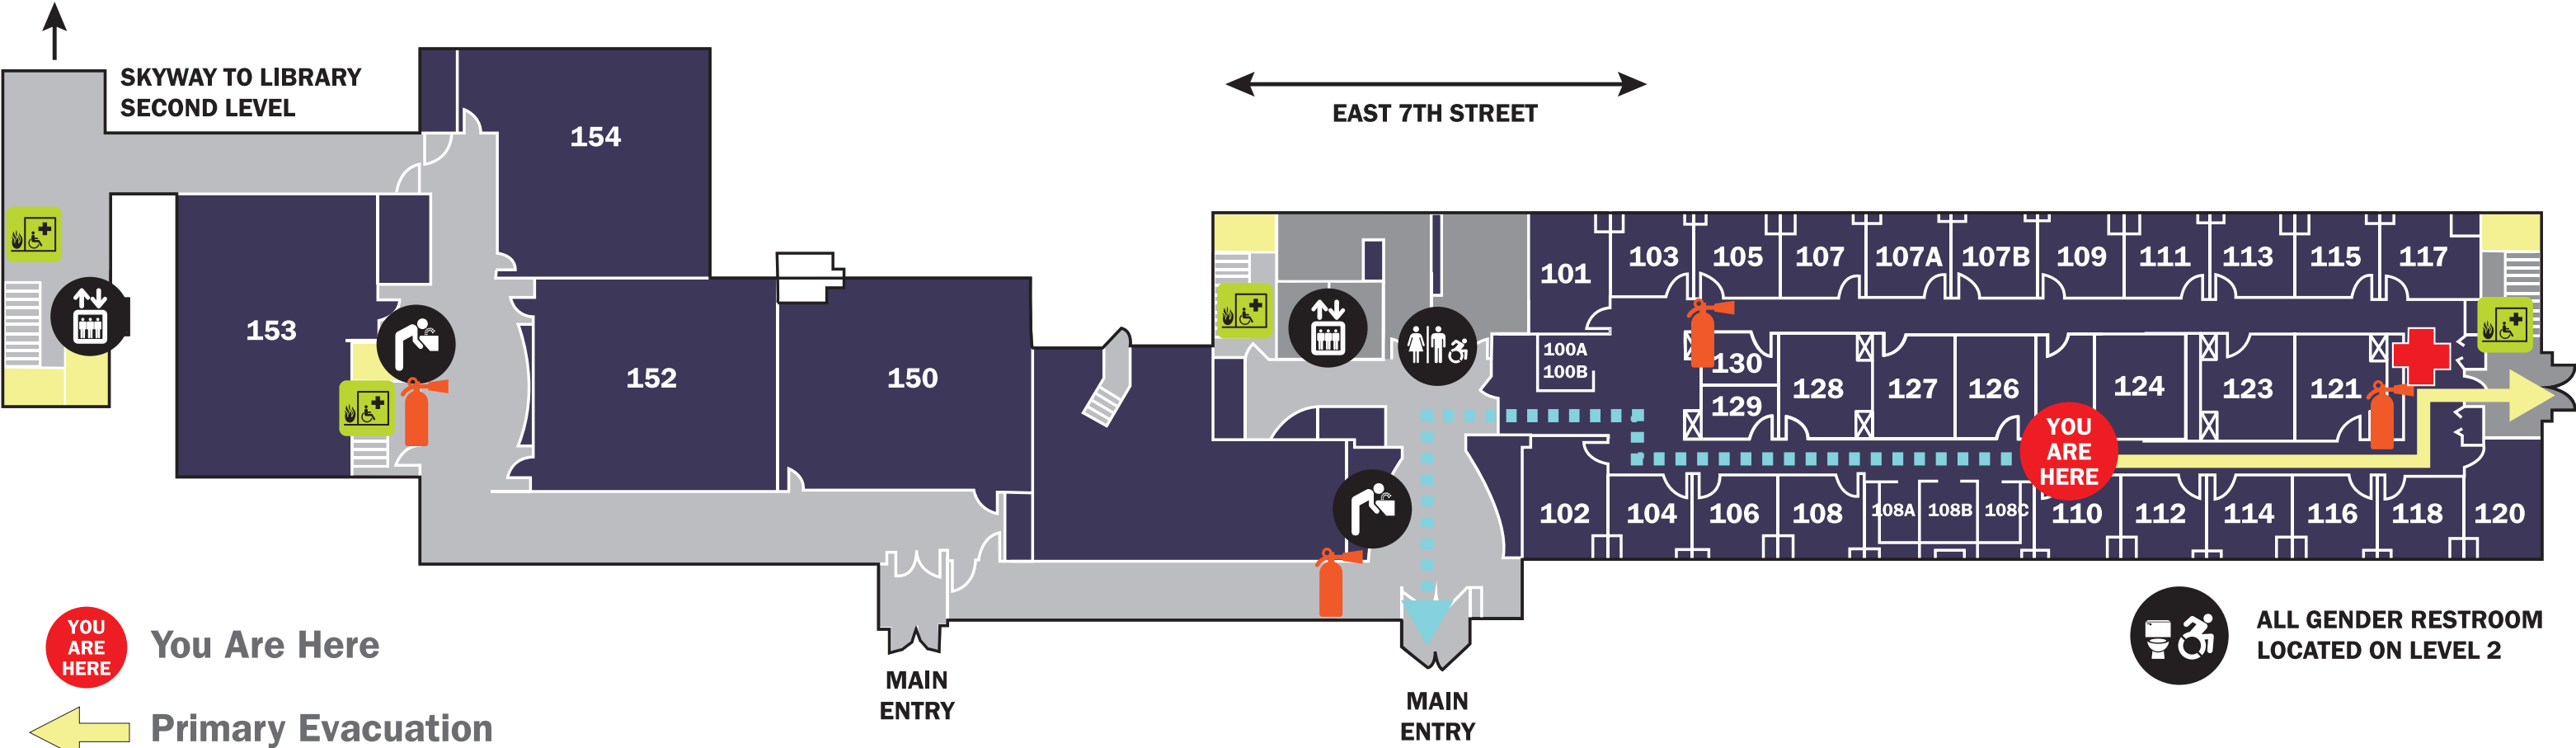 SKYWAY TO LIBRARY
SECOND LEVEL
EAST 7TH STREET
154
153
152
150
101
103
105
107
107A
107B
109
111
113
115
117
100A
100B
130
129
128
127
126
124
123
121
YOU
ARE
HERE
102
104
106
108
108A
108B
108C
110
112
114
116
118
120
MAIN
ENTRY
MAIN
ENTRY
ALL GENDER RESTROOM
LOCATED ON LEVEL 2
YOU
ARE
HERE
You Are Here
Primary Evacuation